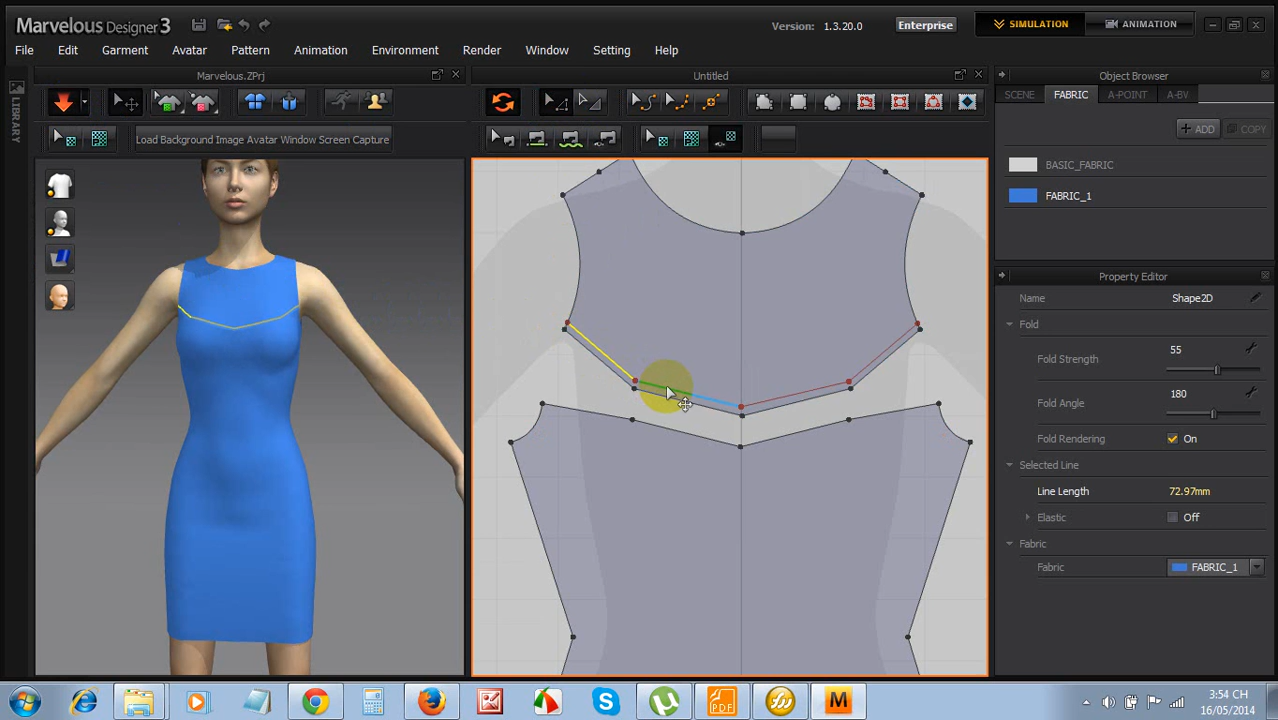 Marvelous Designer 3
Version: 1.3.20.0
Enterprise
SIMULATION
ANIMATION
File Edit Garment Avatar Pattern Animation Environment Render Window Setting Help
LIBRARY
Marvelous.ZPrj
Untitled
Object Browser
SCENE FABRIC A-POINT A-BV
ADD COPY
Load Background Image Avatar Window Screen Capture
BASIC_FABRIC
FABRIC_1
Property Editor
Name Shape2D
Fold
Fold Strength 55
Fold Angle 180
Fold Rendering On
Selected Line
Line Length 72.97mm
Elastic Off
Fabric
Fabric FABRIC_1
PDF
M
3:54 CH
16/05/2014